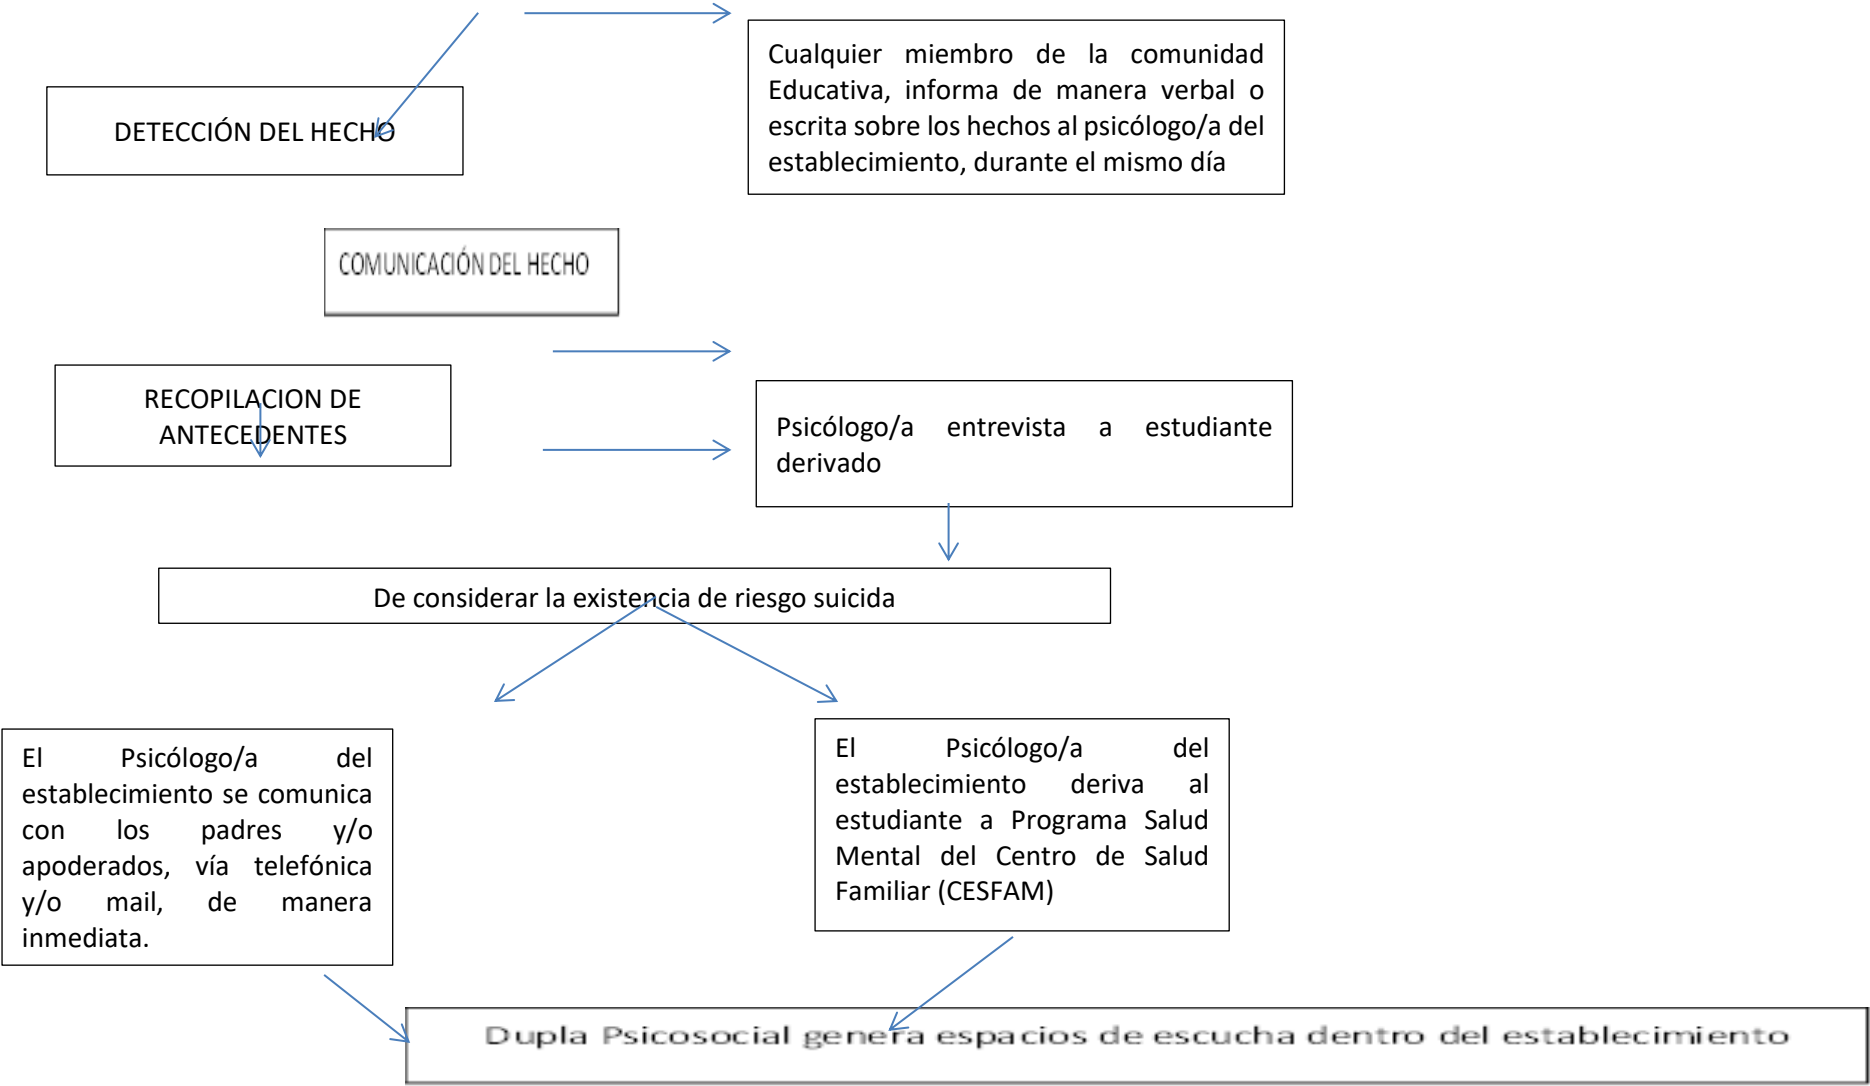 Cualquier miembro de la comunidad
Educativa, informa de manera verbal o
escrita sobre los hechos al psicólogo/a del
establecimiento, durante el mismo día
DETECCIÓN DEL HECHO
COMUNICACIÓN DEL HECHO
RECOPILACION DE
ANTECEDENTES
Psicólogo/a entrevista a estudiante
derivado
De considerar la existencia de riesgo suicida
El Psicólogo/a del
establecimiento se comunica
con los padres y/o
apoderados, vía telefónica
y/o mail, de manera
inmediata.
El Psicólogo/a del
establecimiento deriva al
estudiante a Programa Salud
Mental del Centro de Salud
Familiar (CESFAM)
Dupla Psicosocial genera espacios de escucha dentro del establecimiento